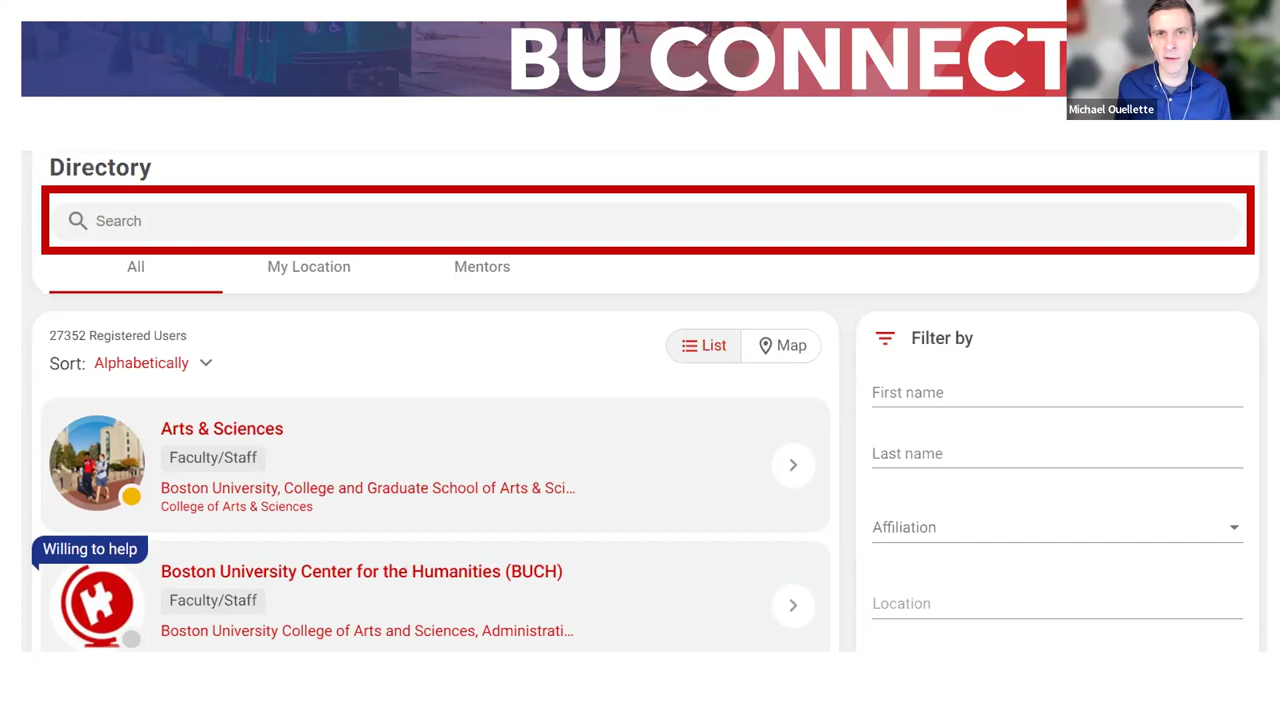 BU CONNECT
Michael Ouellette
Directory
Search
All My Location Mentors
27352 Registered Users
Sort: Alphabetically
List Map
Arts & Sciences
Faculty/Staff
Boston University, College and Graduate School of Arts & Sci...
College of Arts & Sciences
Willing to help
Boston University Center for the Humanities (BUCH)
Faculty/Staff
Boston University College of Arts and Sciences, Administrati...
Filter by
First name
Last name
Affiliation
Location